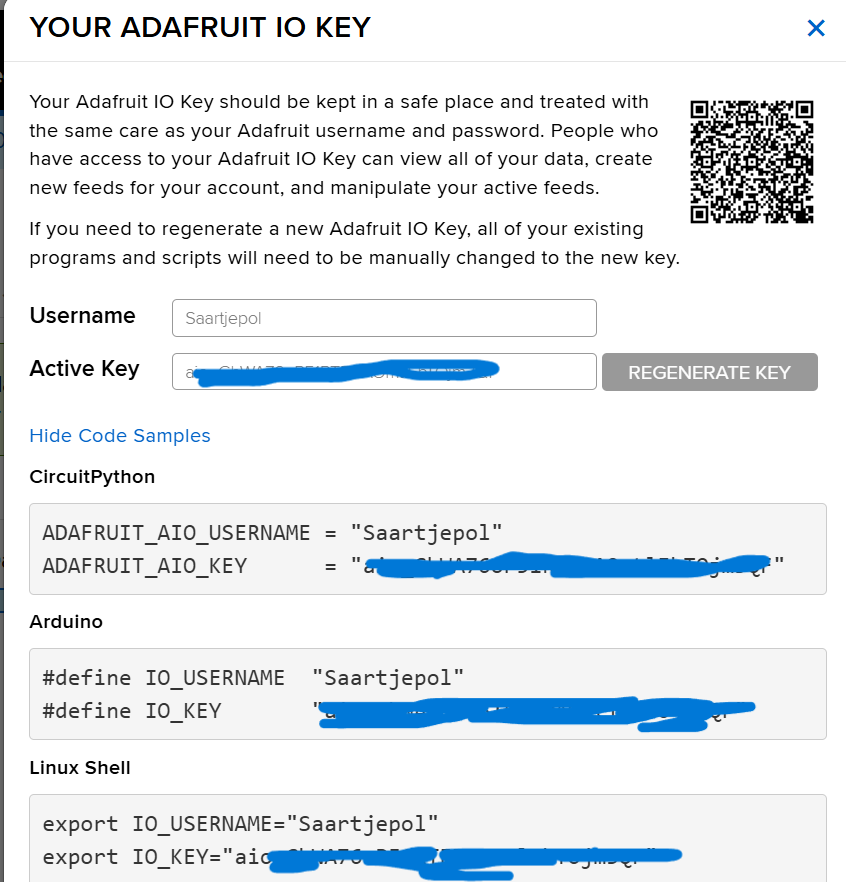 YOUR ADAFRUIT IO KEY
Your Adafruit IO Key should be kept in a safe place and treated with
the same care as your Adafruit username and password. People who
have access to your Adafruit IO Key can view all of your data, create
new feeds for your account, and manipulate your active feeds.
If you need to regenerate a new Adafruit IO Key, all of your existing
programs and scripts will need to be manually changed to the new key.
Username Saartjepol
Active Key REGENERATE KEY
Hide Code Samples
CircuitPython
ADAFRUIT_AIO_USERNAME = "Saartjepol"
ADAFRUIT_AIO_KEY = "
Arduino
#define IO_USERNAME "Saartjepol"
#define IO_KEY "
Linux Shell
export IO_USERNAME="Saartjepol"
export IO_KEY="